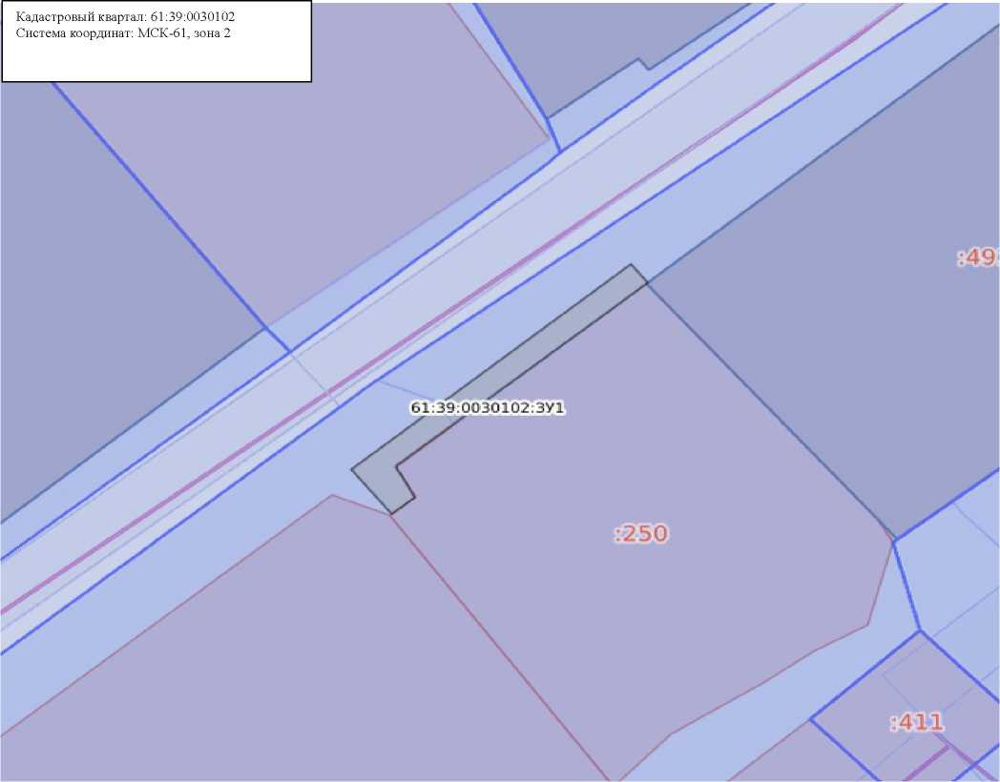 Кадастровый квартал: 61:39:0030102
Система координат: МСК-61, зона 2
:49
61:39:0030102:ЗУ1
:250
:411